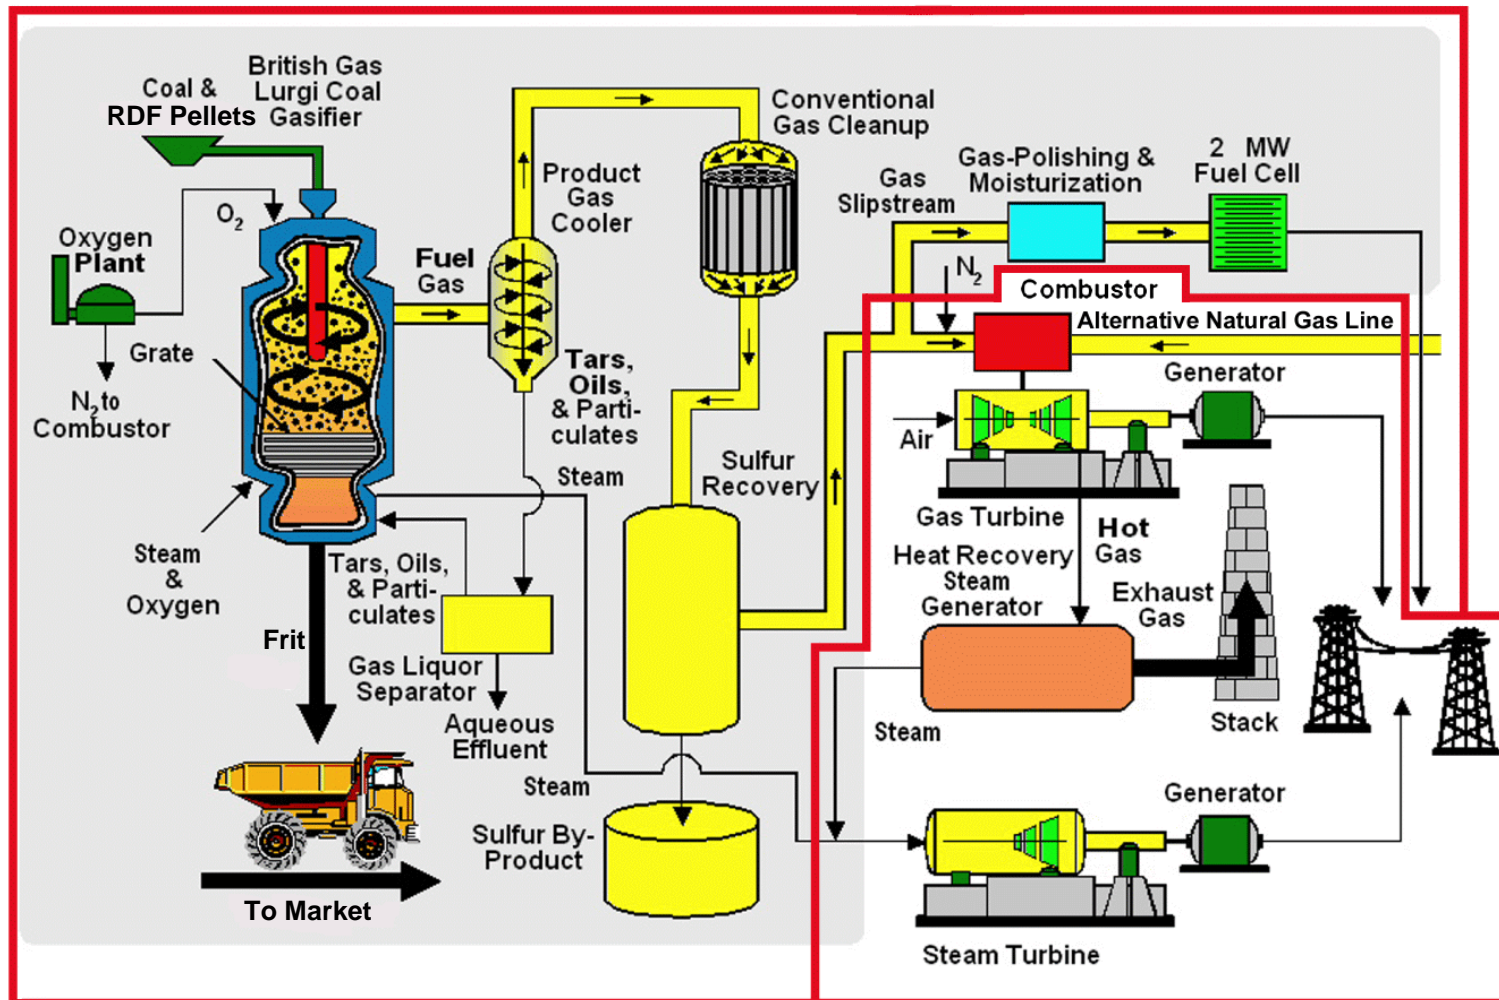 British Gas
Lurgi Coal
Gasifier
Coal &
RDF Pellets
O2
Oxygen
Plant
Grate
N2 to
Combustor
Steam
&
Oxygen
Frit
To Market
Fuel
Gas
Product
Gas
Cooler
Tars,
Oils,
& Parti-
culates
Steam
Tars, Oils,
& Parti-
culates
Gas Liquor
Separator
Aqueous
Effluent
Steam
Sulfur By-
Product
Conventional
Gas Cleanup
Sulfur
Recovery
Gas
Slipstream
Gas-Polishing &
Moisturization
2 MW
Fuel Cell
N2
Combustor
Alternative Natural Gas Line
Generator
Air
Gas Turbine
Hot
Gas
Heat Recovery
Steam
Generator
Exhaust
Gas
Stack
Steam
Generator
Steam Turbine